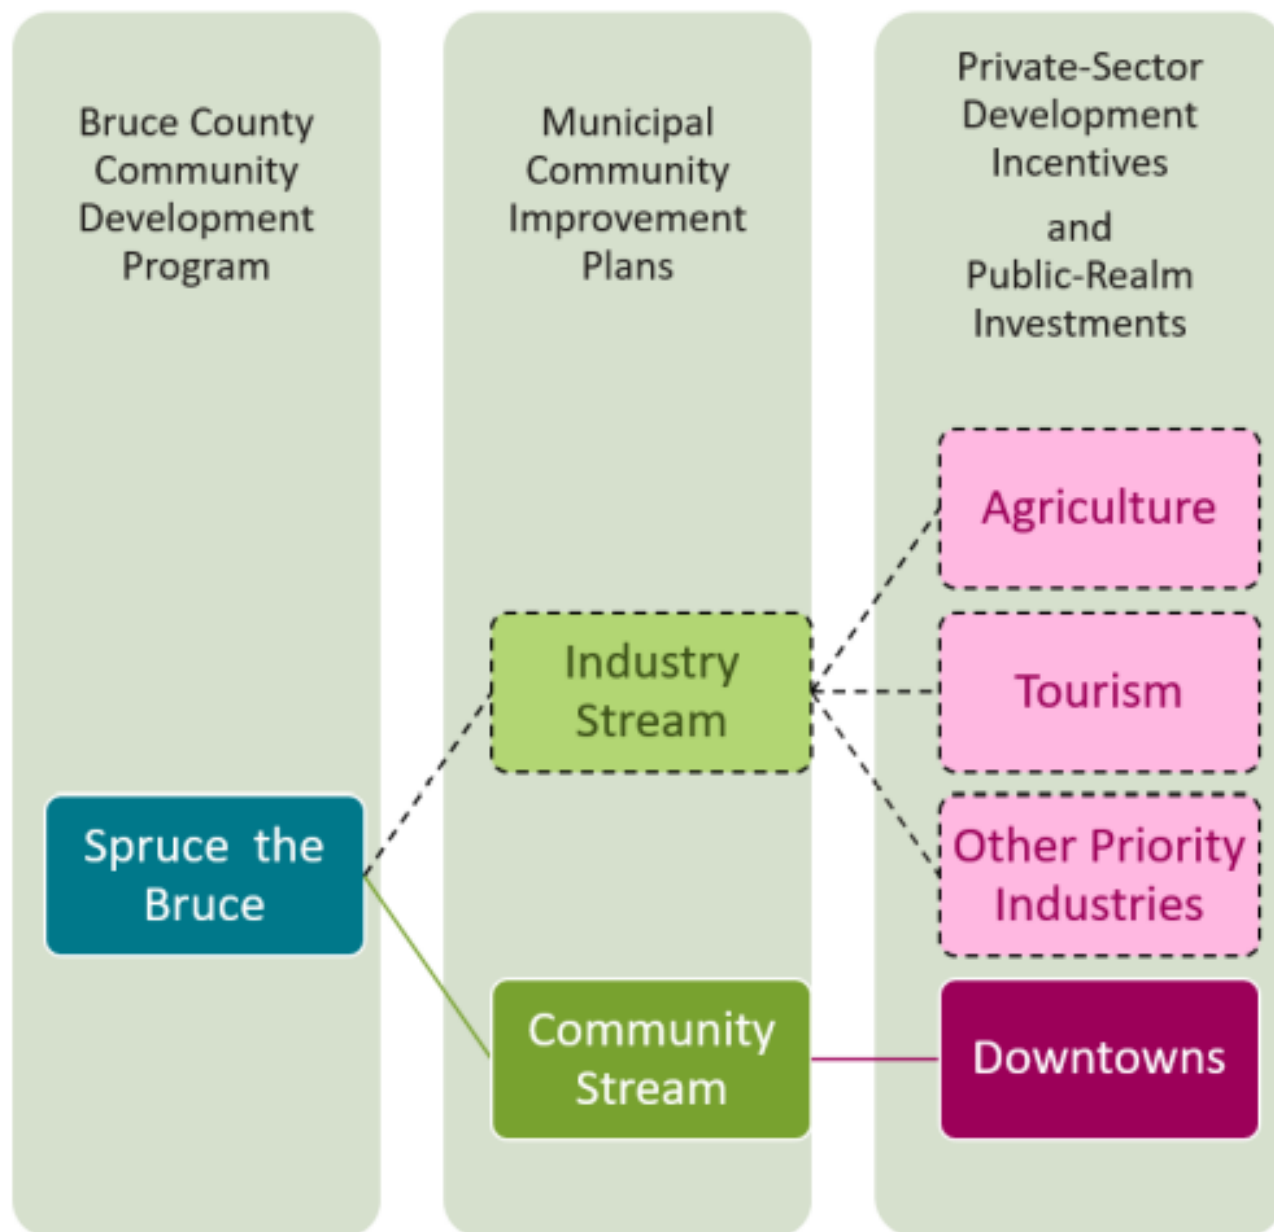 Bruce County
Community
Development
Program
Municipal
Community
Improvement
Plans
Private-Sector
Development
Incentives
and
Public-Realm
Investments
Agriculture
Industry
Stream
Tourism
Spruce the
Bruce
Other Priority
Industries
Community
Stream
Downtowns